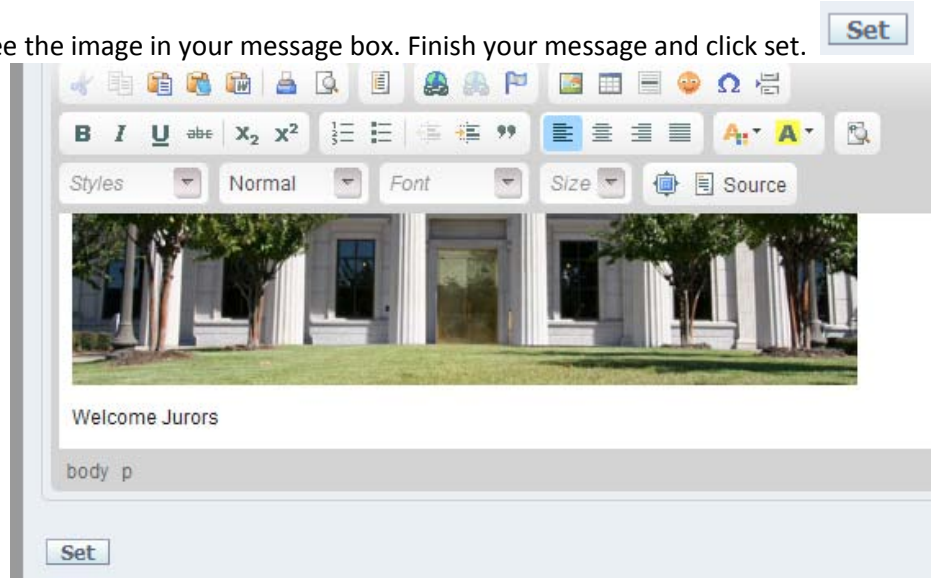 ee the image in your message box. Finish your message and click set. Set
B I U abc X₂ X² A A
Styles Normal Font Size Source
Welcome Jurors
body p
Set